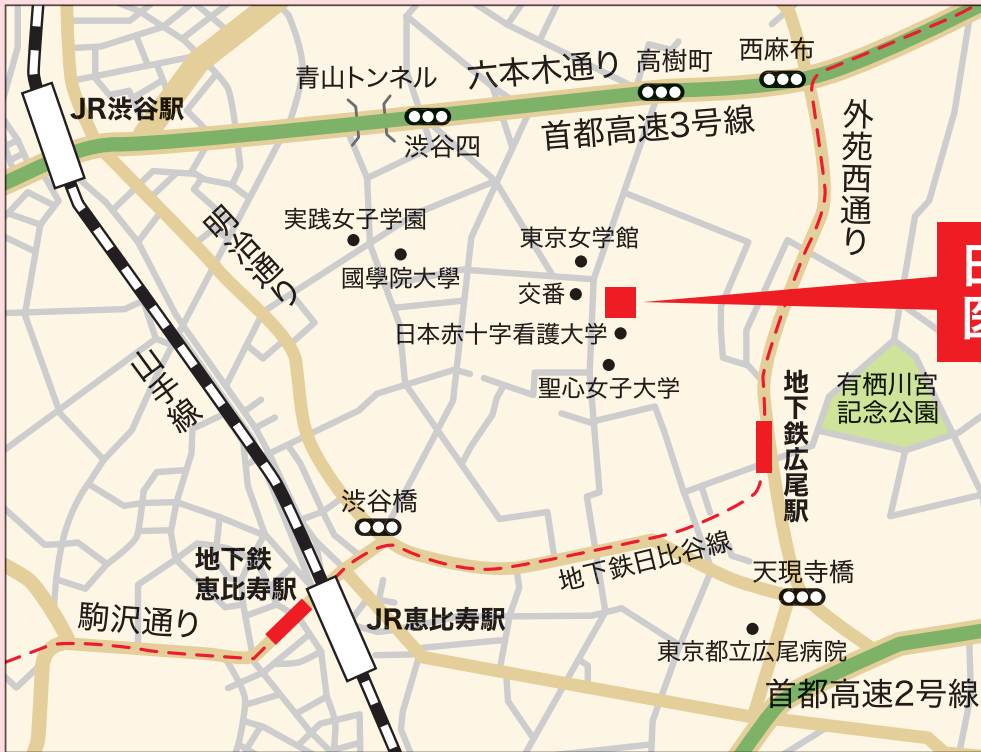 西麻布
高樹町
六本木通り
青山トンネル
JR渋谷駅
首都高速3号線
渋谷四
外苑西通り
明治通り
実践女子学園
東京女学館
國學院大學
交番
日本赤十字看護大学
山手線
聖心女子大学
有栖川宮
記念公園
地下鉄広尾駅
渋谷橋
地下鉄
恵比寿駅
地下鉄日比谷線
天現寺橋
駒沢通り
JR恵比寿駅
東京都立広尾病院
首都高速2号線